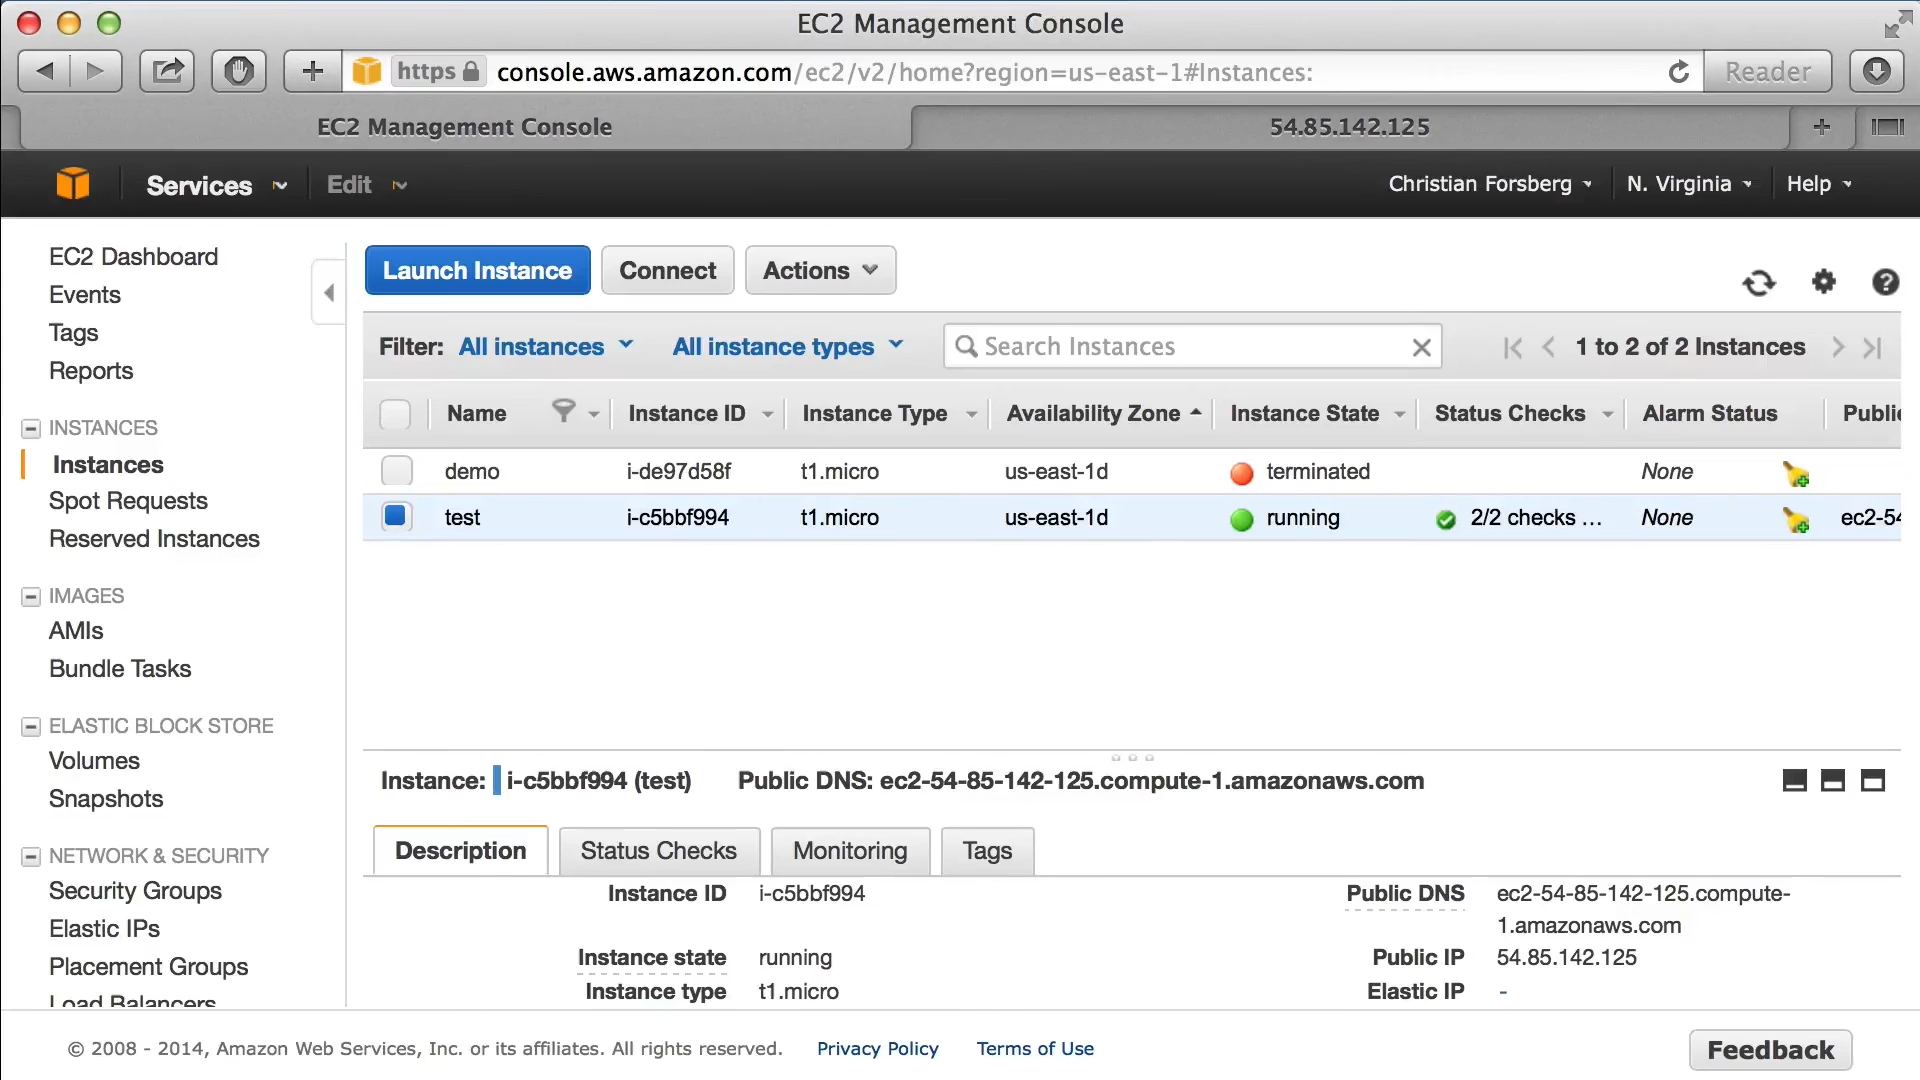 EC2 Management Console
https console.aws.amazon.com/ec2/v2/home?region=us-east-1#Instances:
Reader
EC2 Management Console
54.85.142.125
Services
Edit
Christian Forsberg
N. Virginia
Help
EC2 Dashboard
Events
Tags
Reports
INSTANCES
Instances
Spot Requests
Reserved Instances
IMAGES
AMIs
Bundle Tasks
ELASTIC BLOCK STORE
Volumes
Snapshots
NETWORK & SECURITY
Security Groups
Elastic IPs
Placement Groups
Load Balancers
Launch Instance
Connect
Actions
Filter: All instances All instance types Search Instances 1 to 2 of 2 Instances
Name Instance ID Instance Type Availability Zone Instance State Status Checks Alarm Status Public
demo i-de97d58f t1.micro us-east-1d terminated None
test i-c5bbf994 t1.micro us-east-1d running 2/2 checks ... None ec2-54
Instance: i-c5bbf994 (test) Public DNS: ec2-54-85-142-125.compute-1.amazonaws.com
Description Status Checks Monitoring Tags
Instance ID i-c5bbf994
Instance state running
Instance type t1.micro
Public DNS ec2-54-85-142-125.compute-
1.amazonaws.com
Public IP 54.85.142.125
Elastic IP -
© 2008 - 2014, Amazon Web Services, Inc. or its affiliates. All rights reserved. Privacy Policy Terms of Use
Feedback